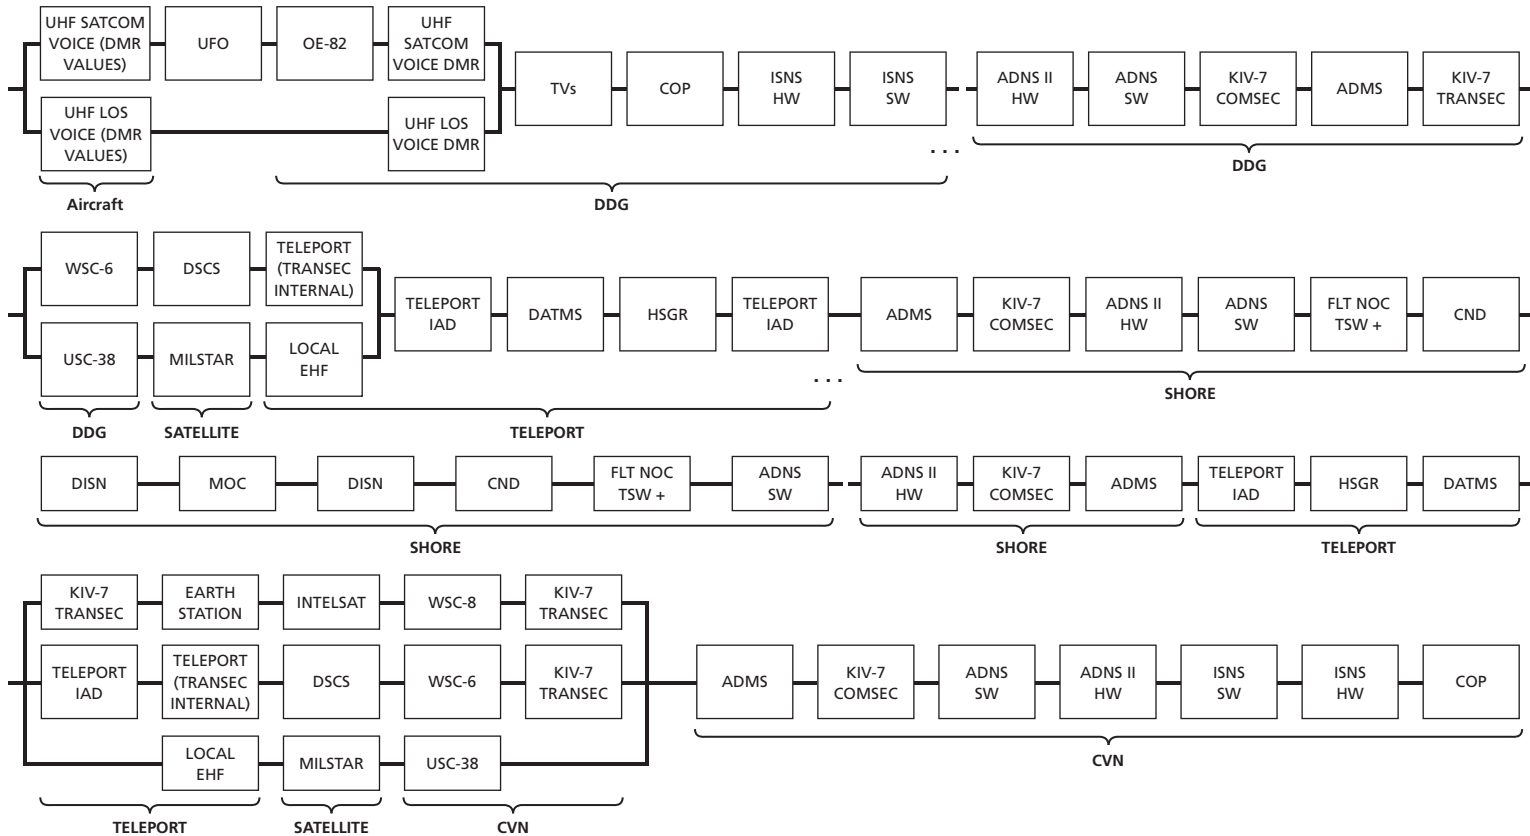 UHF SATCOM
VOICE (DMR
VALUES)
UFO
OE-82
UHF
SATCOM
VOICE DMR
UHF LOS
VOICE (DMR
VALUES)
UHF LOS
VOICE DMR
TVs
COP
ISNS
HW
ISNS
SW
ADNS II
HW
ADNS
SW
KIV-7
COMSEC
ADMS
KIV-7
TRANSEC
. . .
Aircraft
DDG
DDG
WSC-6
DSCS
TELEPORT
(TRANSEC
INTERNAL)
USC-38
MILSTAR
LOCAL
EHF
TELEPORT
IAD
DATMS
HSGR
TELEPORT
IAD
ADMS
KIV-7
COMSEC
ADNS II
HW
ADNS
SW
FLT NOC
TSW +
CND
. . .
DDG
SATELLITE
TELEPORT
SHORE
DISN
MOC
DISN
CND
FLT NOC
TSW +
ADNS
SW
ADNS II
HW
KIV-7
COMSEC
ADMS
TELEPORT
IAD
HSGR
DATMS
SHORE
SHORE
TELEPORT
KIV-7
TRANSEC
EARTH
STATION
INTELSAT
WSC-8
KIV-7
TRANSEC
TELEPORT
IAD
TELEPORT
(TRANSEC
INTERNAL)
DSCS
WSC-6
KIV-7
TRANSEC
LOCAL
EHF
MILSTAR
USC-38
ADMS
KIV-7
COMSEC
ADNS
SW
ADNS II
HW
ISNS
SW
ISNS
HW
COP
TELEPORT
SATELLITE
CVN
CVN